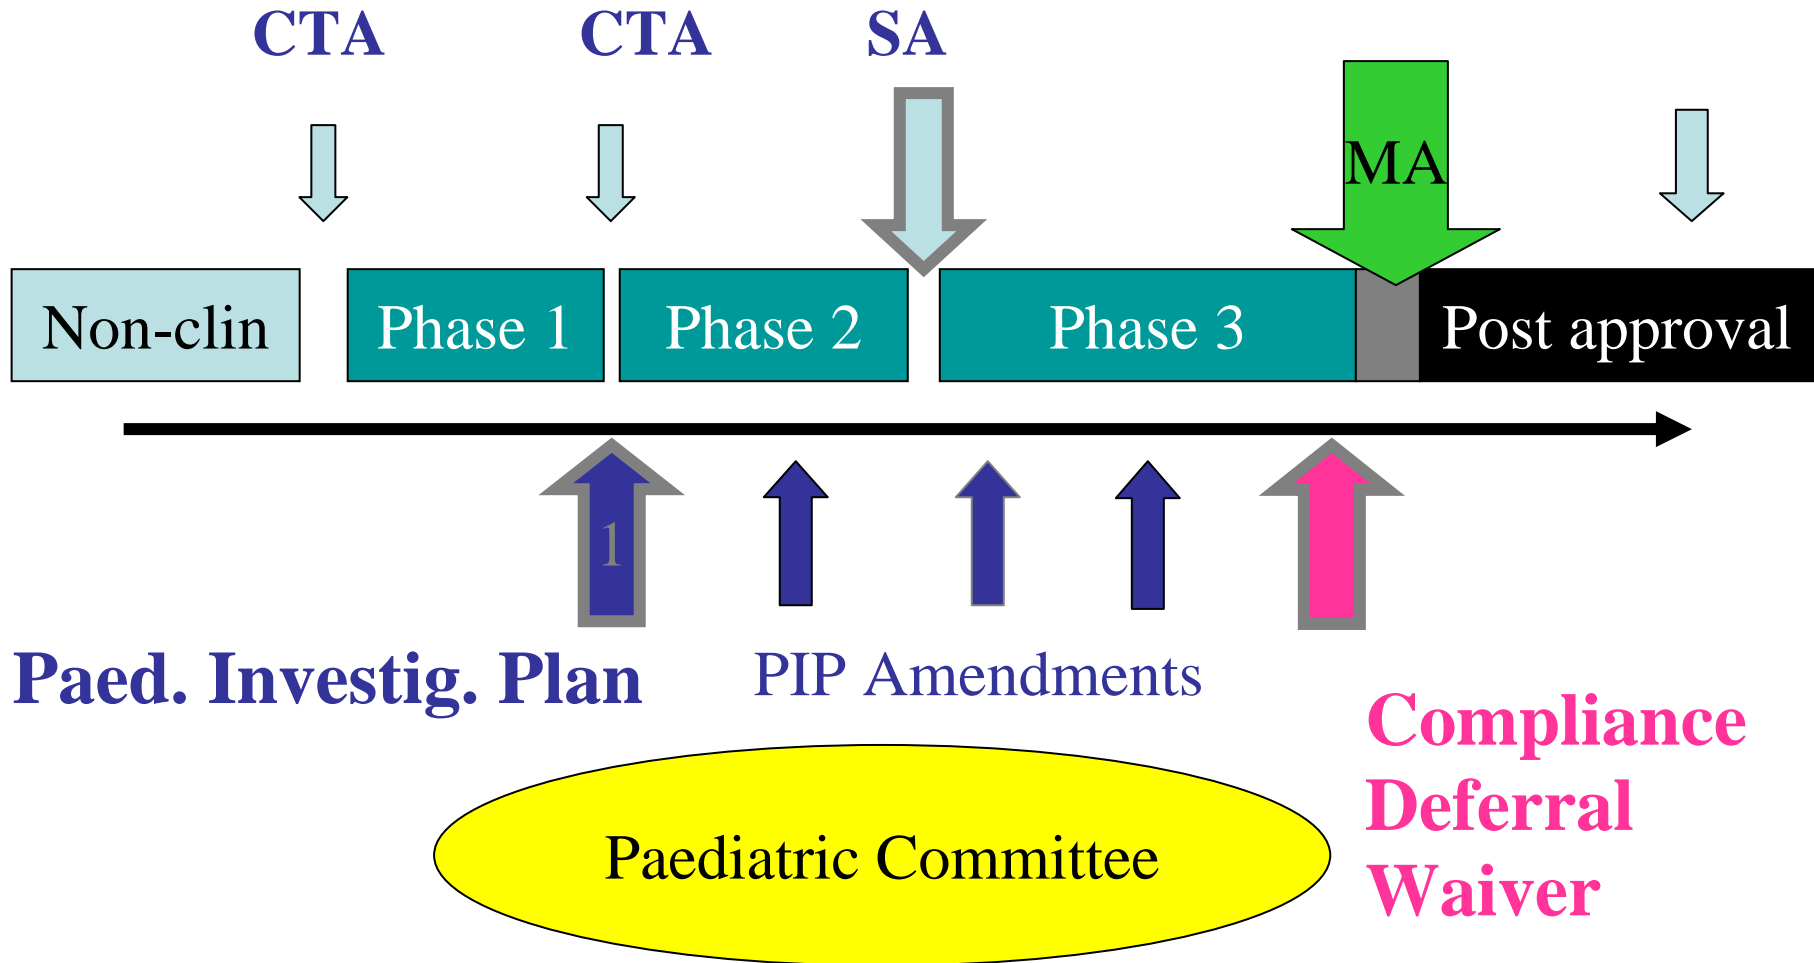 CTA
CTA
SA
MA
Non-clin
Phase 1
Phase 2
Phase 3
Post approval
1
Paed. Investig. Plan
PIP Amendments
Compliance
Deferral
Waiver
Paediatric Committee